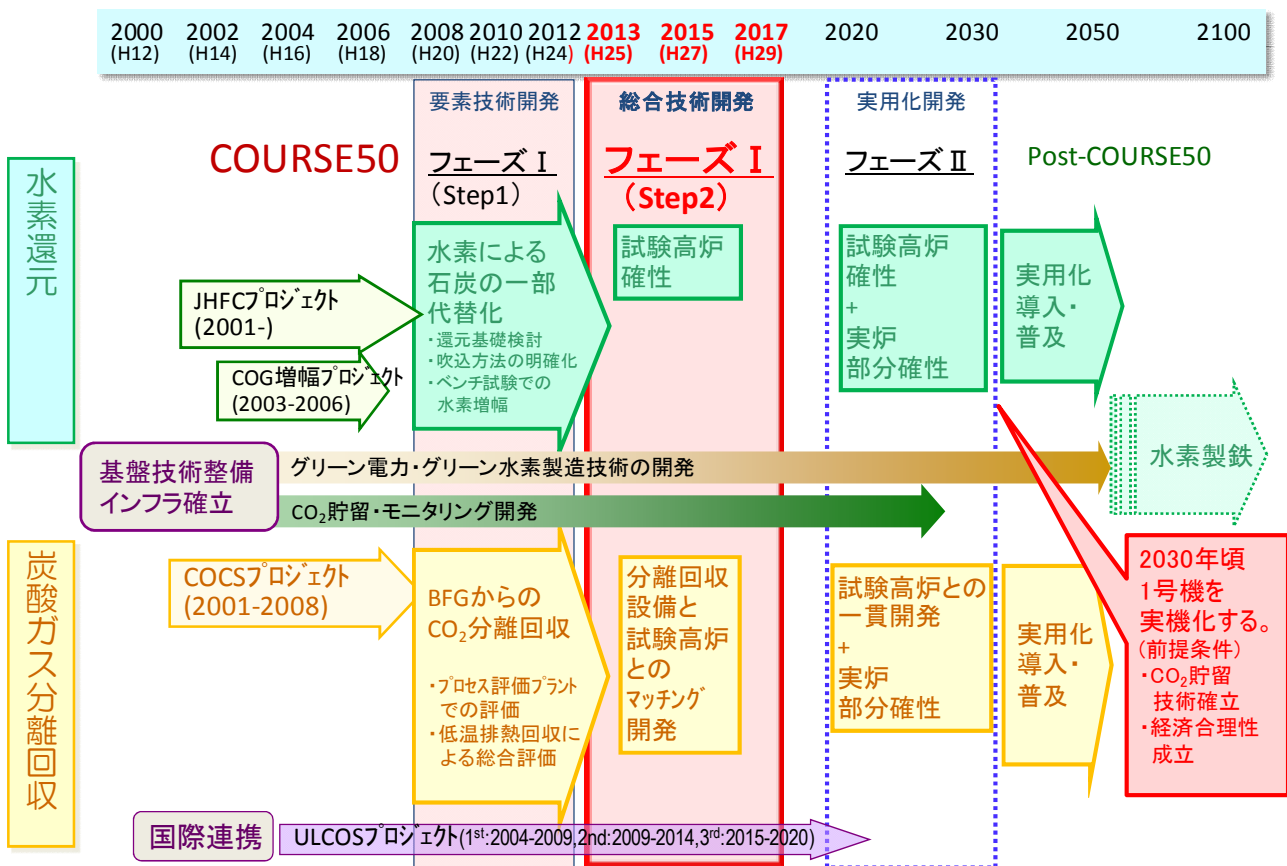 2000 2002 2004 2006 2008 2010 2012 2013 2015 2017 2020 2030 2050 2100
(H12) (H14) (H16) (H18) (H20) (H22) (H24) (H25) (H27) (H29)
要素技術開発
総合技術開発
実用化開発
COURSE50
フェーズⅠ
(Step1)
フェーズⅠ
(Step2)
フェーズⅡ
Post-COURSE50
水素還元
JHFCプロジェクト
(2001-)
COG増幅プロジェクト
(2003-2006)
水素による
石炭の一部
代替化
・還元基礎検討
・吹込方法の明確化
・ベンチ試験での
水素増幅
試験高炉
確性
試験高炉
確性
+
実炉
部分確性
実用化
導入・
普及
水素製鉄
基盤技術整備
インフラ確立
グリーン電力・グリーン水素製造技術の開発
CO₂貯留・モニタリング開発
炭酸ガス分離回収
COCSプロジェクト
(2001-2008)
BFGからの
CO₂分離回収
・プロセス評価プラント
での評価
・低温排熱回収に
よる総合評価
分離回収
設備と
試験高炉
との
マッチング
開発
試験高炉との
一貫開発
+
実炉
部分確性
実用化
導入・
普及
2030年頃
1号機を
実機化する。
(前提条件)
・CO₂貯留
技術確立
・経済合理性
成立
国際連携
ULCOSプロジェクト(1st:2004-2009,2nd:2009-2014,3rd:2015-2020)